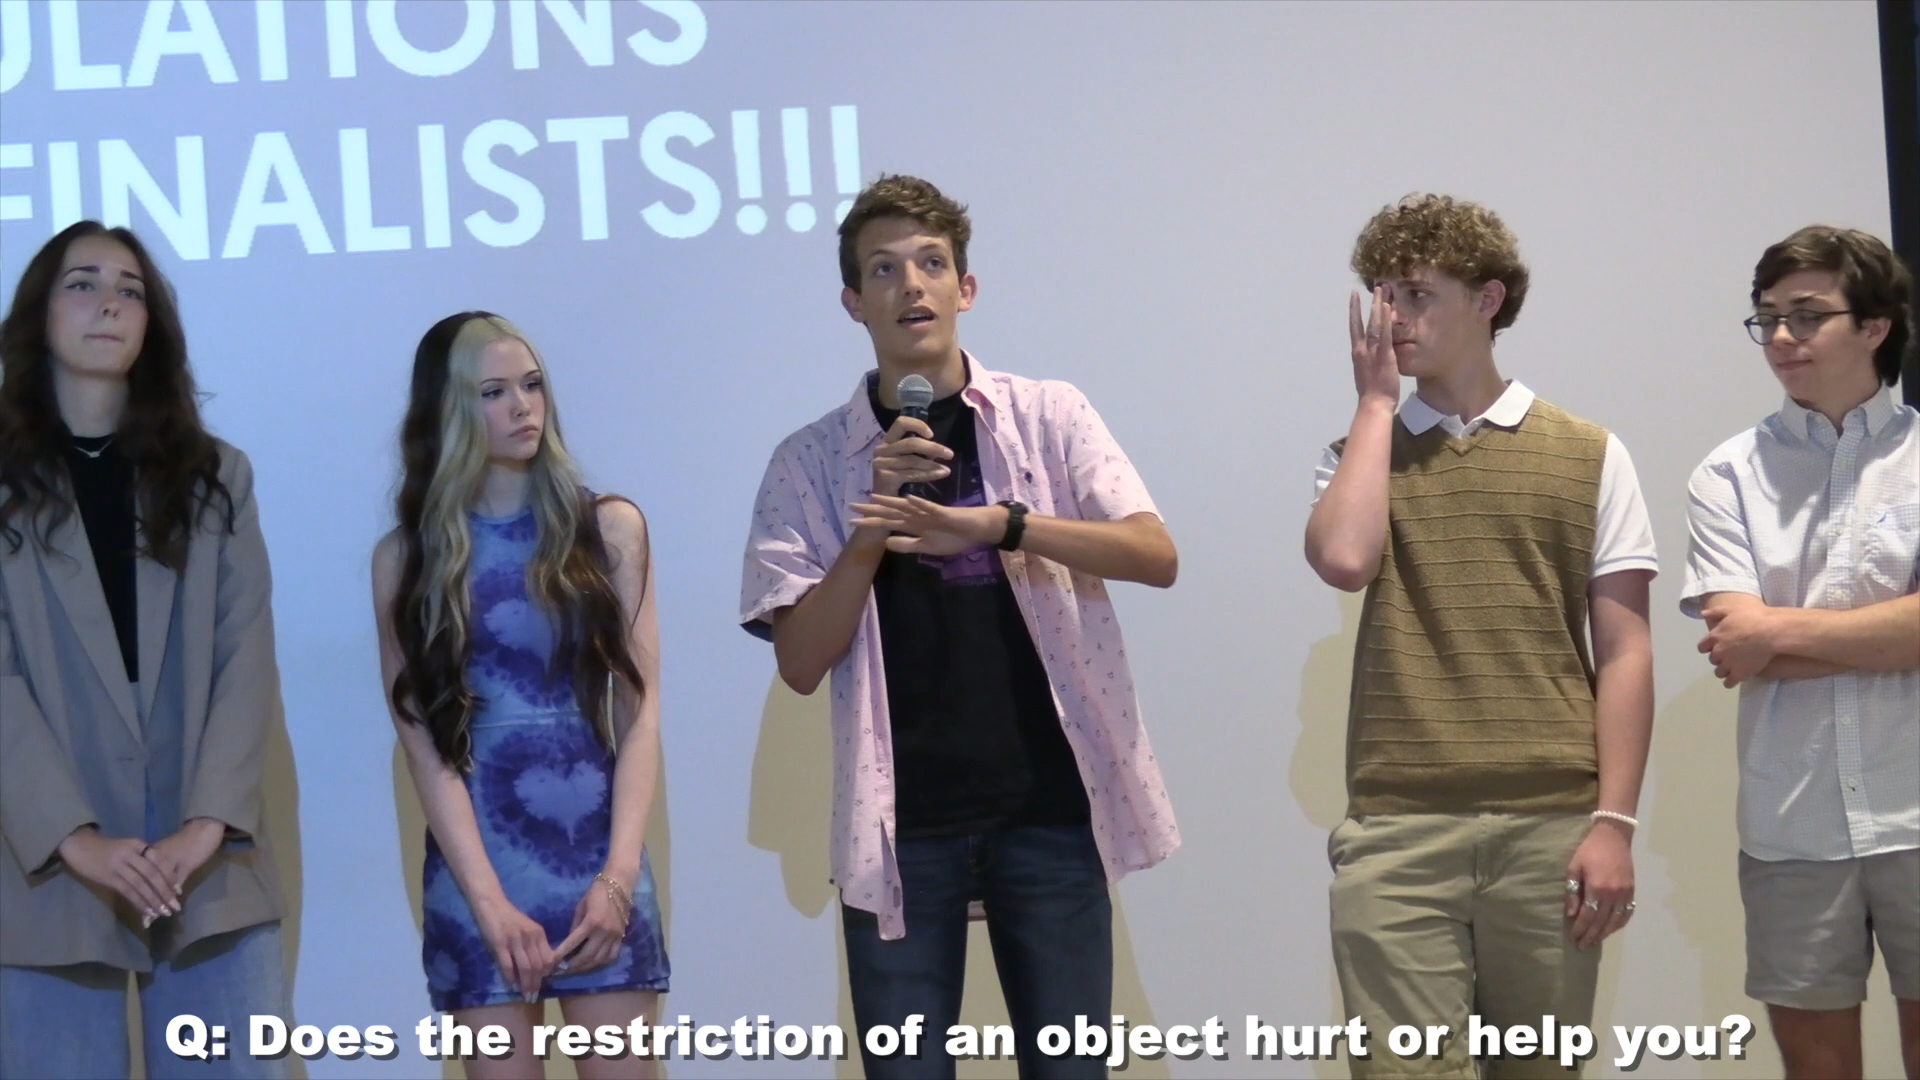 ULATIONS
FINALISTS!!!
Q: Does the restriction of an object hurt or help you?